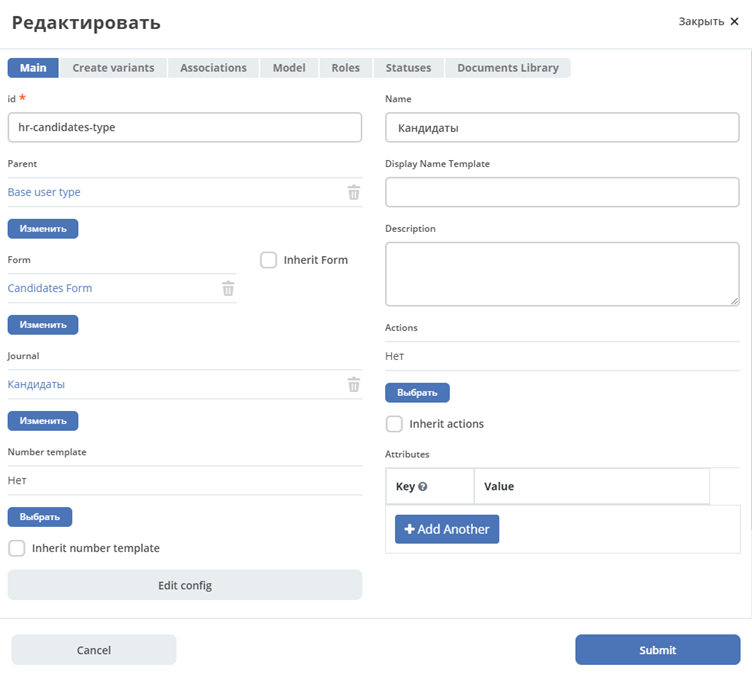 Редактировать
Закрыть ✕
Main Create variants Associations Model Roles Statuses Documents Library
id *
hr-candidates-type
Parent
Base user type
Изменить
Form
Inherit Form
Candidates Form
Изменить
Journal
Кандидаты
Изменить
Number template
Нет
Выбрать
Inherit number template
Edit config
Name
Кандидаты
Display Name Template
Description
Actions
Нет
Выбрать
Inherit actions
Attributes
Key ? Value
+ Add Another
Cancel
Submit